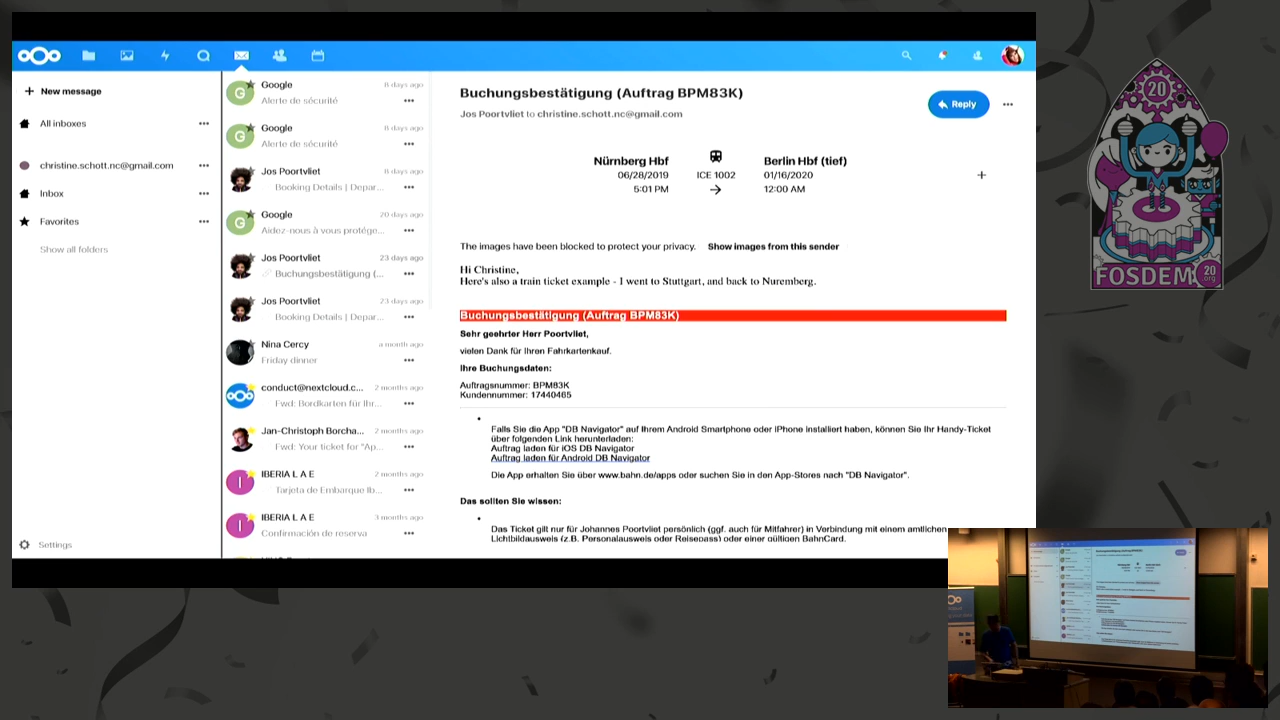 New message
All inboxes
christine.schott.nc@gmail.com
Inbox
Favorites
Show all folders
Settings
Google
8 days ago
Alerte de sécurité
Google
8 days ago
Alerte de sécurité
Jos Poortvliet
8 days ago
Booking Details | Depar...
Google
20 days ago
Aidez-nous à vous protége...
Jos Poortvliet
23 days ago
Buchungsbestätigung (...
Jos Poortvliet
23 days ago
Booking Details | Depar...
Nina Cercy
a month ago
Friday dinner
conduct@nextcloud.c...
2 months ago
Fwd: Bordkarten für Ihr...
Jan-Christoph Borcha...
2 months ago
Fwd: Your ticket for "Ap...
IBERIA L A E
2 months ago
Tarjeta de Embarque Ib...
IBERIA L A E
3 months ago
Confirmación de reserva
Buchungsbestätigung (Auftrag BPM83K)
Jos Poortvliet to christine.schott.nc@gmail.com
Reply
Nürnberg Hbf
06/28/2019
5:01 PM
ICE 1002
Berlin Hbf (tief)
01/16/2020
12:00 AM
The images have been blocked to protect your privacy. Show images from this sender
Hi Christine,
Here's also a train ticket example - I went to Stuttgart, and back to Nuremberg.
Buchungsbestätigung (Auftrag BPM83K)
Sehr geehrter Herr Poortvliet,
vielen Dank für Ihren Fahrkartenkauf.
Ihre Buchungsdaten:
Auftragsnummer: BPM83K
Kundennummer: 17440465
Falls Sie die App "DB Navigator" auf Ihrem Android Smartphone oder iPhone installiert haben, können Sie Ihr Handy-Ticket
über folgenden Link herunterladen:
Auftrag laden für iOS DB Navigator
Auftrag laden für Android DB Navigator
Die App erhalten Sie über www.bahn.de/apps oder suchen Sie in den App-Stores nach "DB Navigator".
Das sollten Sie wissen:
Das Ticket gilt nur für Johannes Poortvliet persönlich (ggf. auch für Mitfahrer) in Verbindung mit einem amtlichen
Lichtbildausweis (z.B. Personalausweis oder Reisepass) oder einer gültigen BahnCard.
20
FOSDEM
20
.org